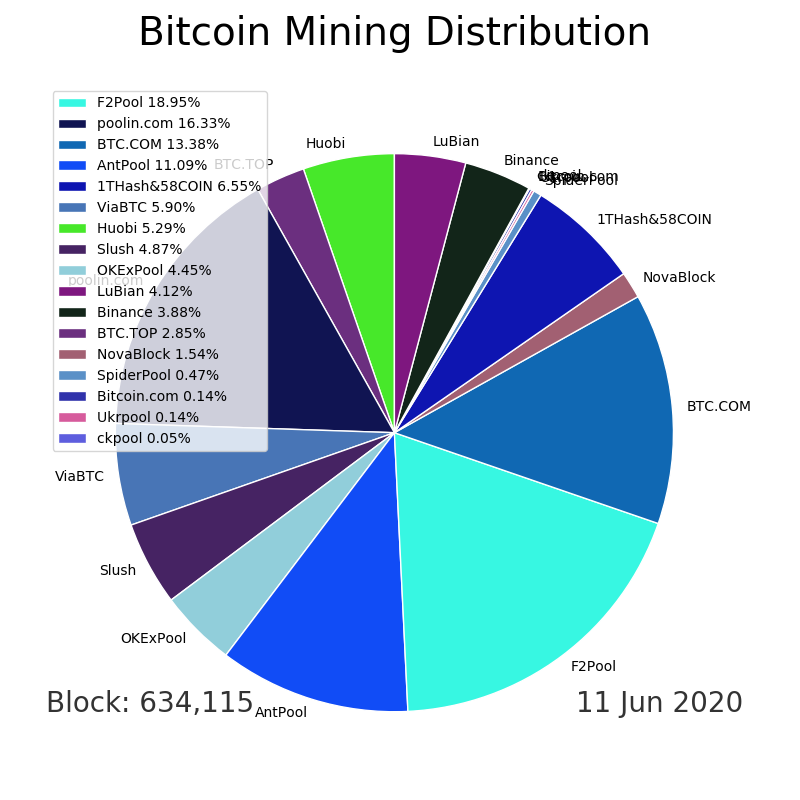 Bitcoin Mining Distribution
F2Pool 18.95%
poolin.com 16.33%
BTC.COM 13.38%
AntPool 11.09%
1THash&58COIN 6.55%
ViaBTC 5.90%
Huobi 5.29%
Slush 4.87%
OKExPool 4.45%
LuBian 4.12%
Binance 3.88%
BTC.TOP 2.85%
NovaBlock 1.54%
SpiderPool 0.47%
Bitcoin.com 0.14%
Ukrpool 0.14%
ckpool 0.05%
Huobi
LuBian
BTC.TOP
Binance
SpiderPool
1THash&58COIN
poolin.com
NovaBlock
BTC.COM
ViaBTC
Slush
OKExPool
F2Pool
AntPool
Block: 634,115
11 Jun 2020